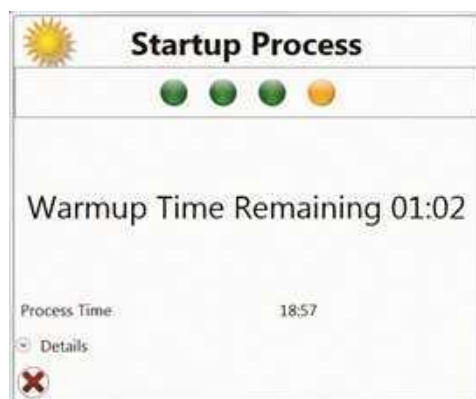 Startup Process
Warmup Time Remaining 01:02
Process Time 18:57
Details